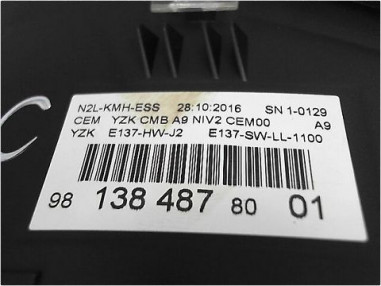 N2L-KMH-ESS 28:10:2016 SN 1-0129
CEM YZK CMB A9 NIV2 CEM00 A9
YZK E137-HW-J2 E137-SW-LL-1100
98 138 487 80 01
C